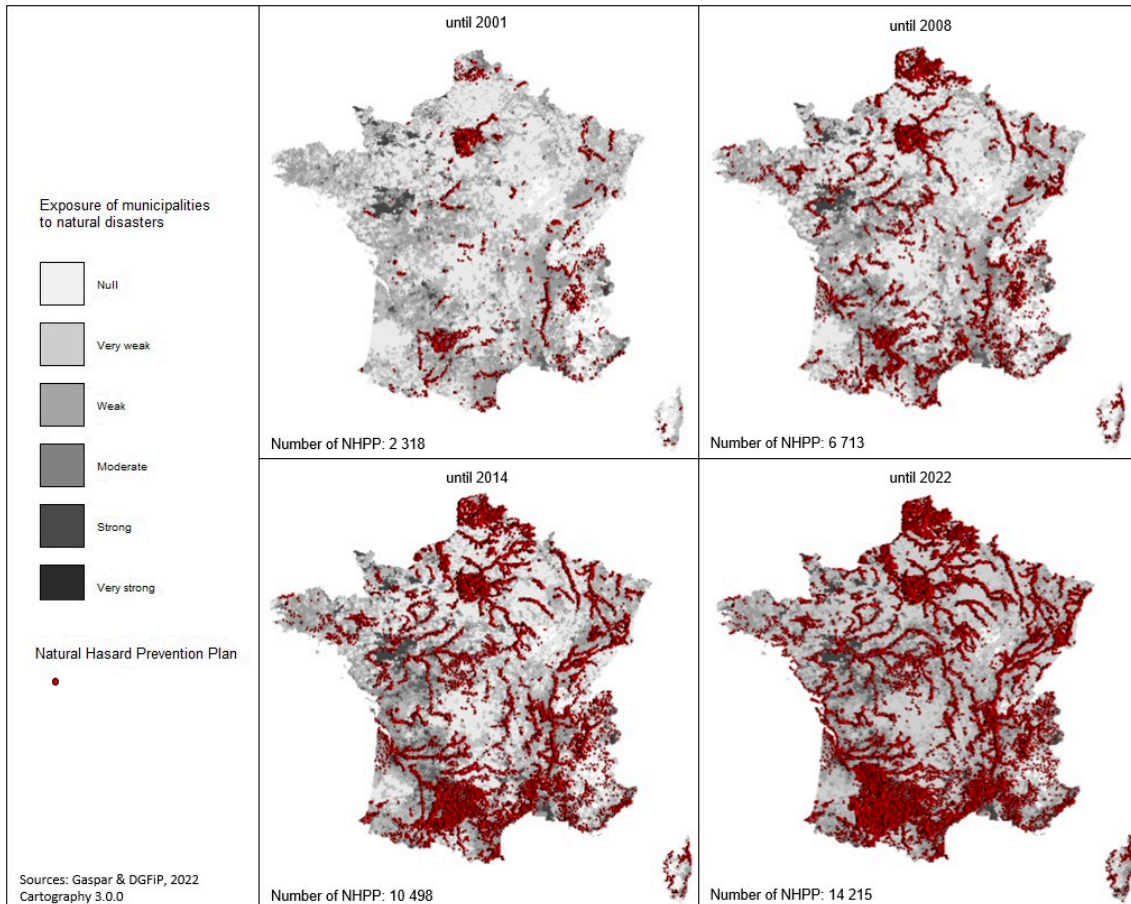 Exposure of municipalities
to natural disasters
Null
Very weak
Weak
Moderate
Strong
Very strong
Natural Hasard Prevention Plan
Sources: Gaspar & DGFiP, 2022
Cartography 3.0.0
until 2001
Number of NHPP: 2 318
until 2008
Number of NHPP: 6 713
until 2014
Number of NHPP: 10 498
until 2022
Number of NHPP: 14 215